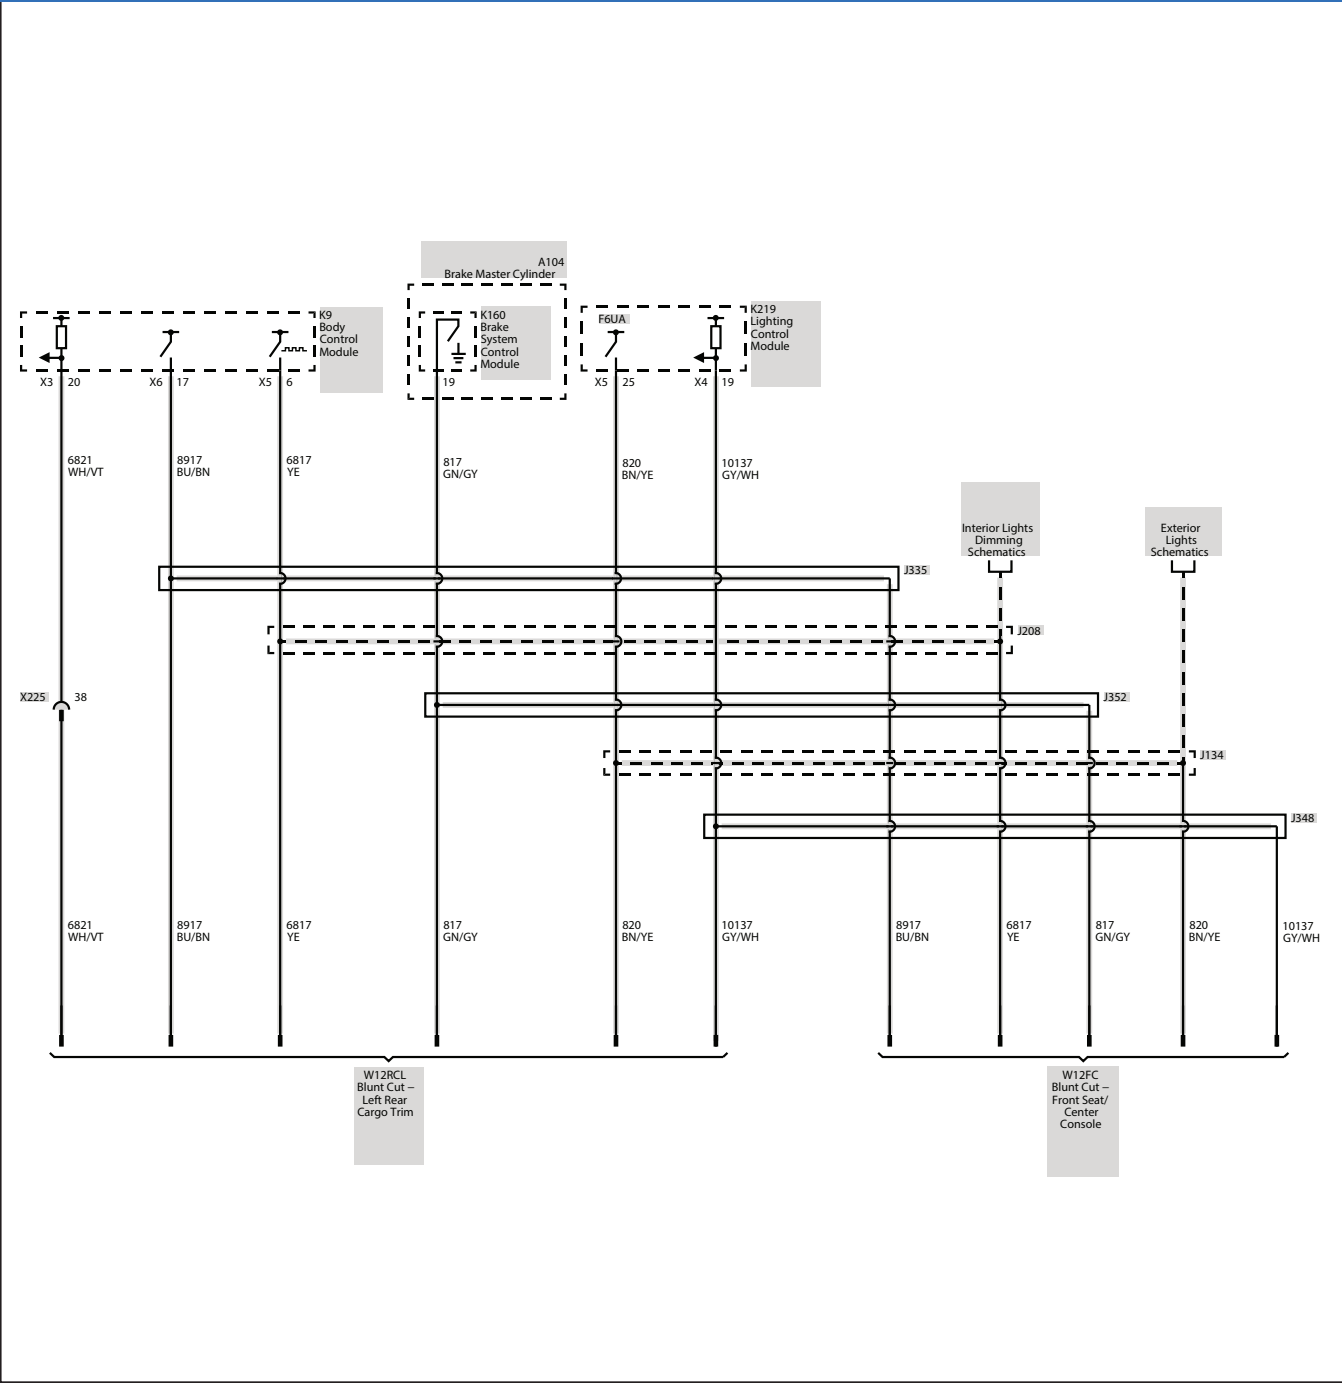 A104
Brake Master Cylinder
K9
Body
Control
Module
K160
Brake
System
Control
Module
F6UA
K219
Lighting
Control
Module
X3 20
X6 17
X5 6
19
X5 25
X4 19
6821
WH/VT
8917
BU/BN
6817
YE
817
GN/GY
820
BN/YE
10137
GY/WH
Interior Lights
Dimming
Schematics
Exterior
Lights
Schematics
J335
J208
X225 38
J352
J134
J348
6821
WH/VT
8917
BU/BN
6817
YE
817
GN/GY
820
BN/YE
10137
GY/WH
8917
BU/BN
6817
YE
817
GN/GY
820
BN/YE
10137
GY/WH
W12RCL
Blunt Cut –
Left Rear
Cargo Trim
W12FC
Blunt Cut –
Front Seat/
Center
Console